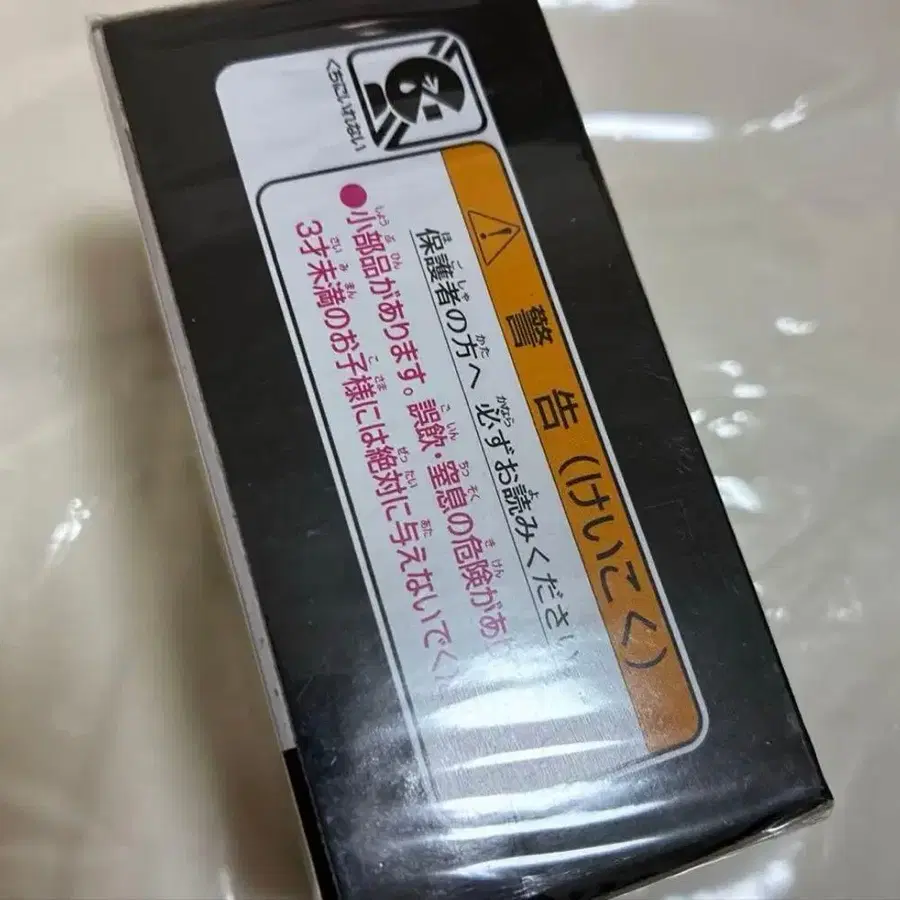 くちにいれない
警告(けいこく)
保護者の方へ 必ずお読みください
●小部品があります。誤飲・窒息の危険があ
3才未満のお子様には絶対に与えないでく